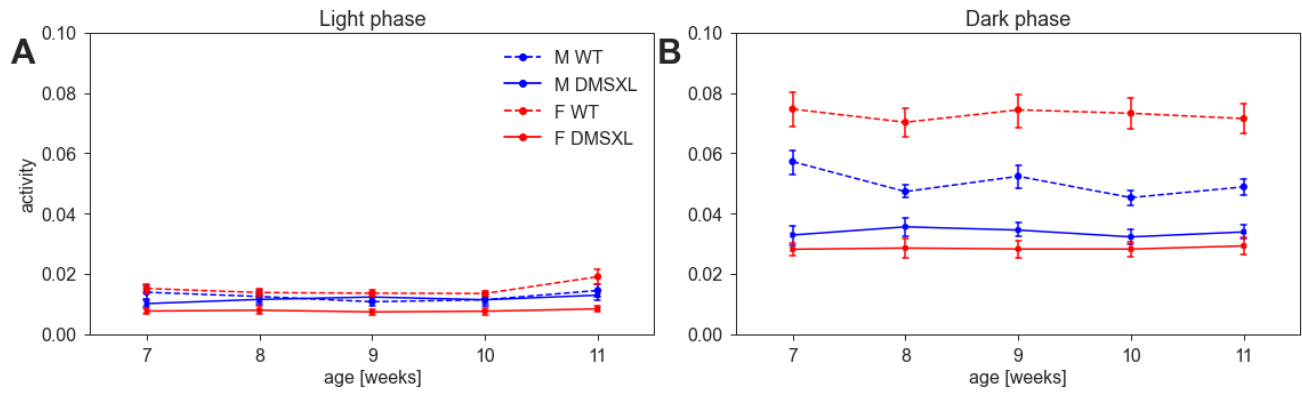 Light phase
A
0.10
0.08
0.06
0.04
0.02
0.00
activity
M WT
M DMSXL
F WT
F DMSXL
7 8 9 10 11
age [weeks]
Dark phase
B
0.10
0.08
0.06
0.04
0.02
0.00
7 8 9 10 11
age [weeks]